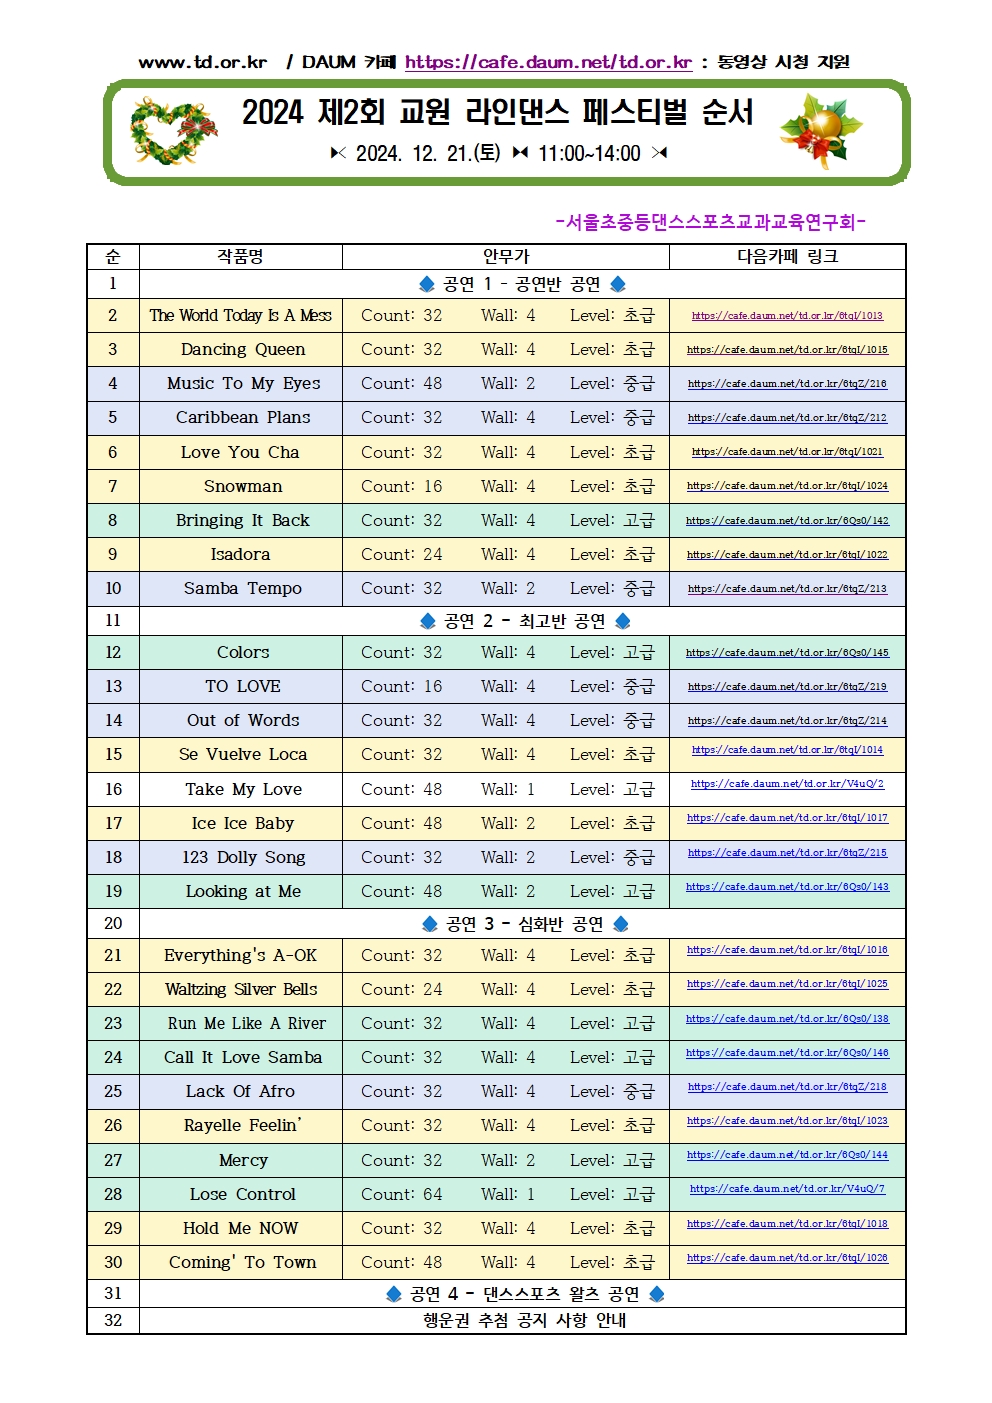 www.td.or.kr / DAUM 카페 https://cafe.daum.net/td.or.kr : 동영상 시청 지원
2024 제2회 교원 라인댄스 페스티벌 순서
2024. 12. 21.(토) 11:00~14:00
-서울초중등댄스스포츠교과교육연구회-
순 작품명 안무가 다음카페 링크
1 공연 1 - 공연반 공연
2 The World Today Is A Mess Count: 32 Wall: 4 Level: 초급 https://cafe.daum.net/td.or.kr/6tqI/1013
3 Dancing Queen Count: 32 Wall: 4 Level: 초급 https://cafe.daum.net/td.or.kr/6tqI/1015
4 Music To My Eyes Count: 48 Wall: 2 Level: 중급 https://cafe.daum.net/td.or.kr/6tqZ/216
5 Caribbean Plans Count: 32 Wall: 4 Level: 중급 https://cafe.daum.net/td.or.kr/6tqZ/212
6 Love You Cha Count: 32 Wall: 4 Level: 초급 https://cafe.daum.net/td.or.kr/6tqI/1021
7 Snowman Count: 16 Wall: 4 Level: 초급 https://cafe.daum.net/td.or.kr/6tqI/1024
8 Bringing It Back Count: 32 Wall: 4 Level: 고급 https://cafe.daum.net/td.or.kr/6Qs0/142
9 Isadora Count: 24 Wall: 4 Level: 초급 https://cafe.daum.net/td.or.kr/6tqI/1022
10 Samba Tempo Count: 32 Wall: 2 Level: 중급 https://cafe.daum.net/td.or.kr/6tqZ/213
11 공연 2 - 최고반 공연
12 Colors Count: 32 Wall: 4 Level: 고급 https://cafe.daum.net/td.or.kr/6Qs0/145
13 TO LOVE Count: 16 Wall: 4 Level: 중급 https://cafe.daum.net/td.or.kr/6tqZ/219
14 Out of Words Count: 32 Wall: 4 Level: 중급 https://cafe.daum.net/td.or.kr/6tqZ/214
15 Se Vuelve Loca Count: 32 Wall: 4 Level: 초급 https://cafe.daum.net/td.or.kr/6tqI/1014
16 Take My Love Count: 48 Wall: 1 Level: 고급 https://cafe.daum.net/td.or.kr/V4uQ/2
17 Ice Ice Baby Count: 48 Wall: 2 Level: 초급 https://cafe.daum.net/td.or.kr/6tqI/1017
18 123 Dolly Song Count: 32 Wall: 2 Level: 중급 https://cafe.daum.net/td.or.kr/6tqZ/215
19 Looking at Me Count: 48 Wall: 2 Level: 고급 https://cafe.daum.net/td.or.kr/6Qs0/143
20 공연 3 - 심화반 공연
21 Everything's A-OK Count: 32 Wall: 4 Level: 초급 https://cafe.daum.net/td.or.kr/6tqI/1016
22 Waltzing Silver Bells Count: 24 Wall: 4 Level: 초급 https://cafe.daum.net/td.or.kr/6tqI/1025
23 Run Me Like A River Count: 32 Wall: 4 Level: 고급 https://cafe.daum.net/td.or.kr/6Qs0/138
24 Call It Love Samba Count: 32 Wall: 4 Level: 고급 https://cafe.daum.net/td.or.kr/6Qs0/146
25 Lack Of Afro Count: 32 Wall: 4 Level: 중급 https://cafe.daum.net/td.or.kr/6tqZ/218
26 Rayelle Feelin’ Count: 32 Wall: 4 Level: 초급 https://cafe.daum.net/td.or.kr/6tqI/1023
27 Mercy Count: 32 Wall: 2 Level: 고급 https://cafe.daum.net/td.or.kr/6Qs0/144
28 Lose Control Count: 64 Wall: 1 Level: 고급 https://cafe.daum.net/td.or.kr/V4uQ/7
29 Hold Me NOW Count: 32 Wall: 4 Level: 초급 https://cafe.daum.net/td.or.kr/6tqI/1018
30 Coming' To Town Count: 48 Wall: 4 Level: 초급 https://cafe.daum.net/td.or.kr/6tqI/1026
31 공연 4 - 댄스스포츠 왈츠 공연
32 행운권 추첨 공지 사항 안내